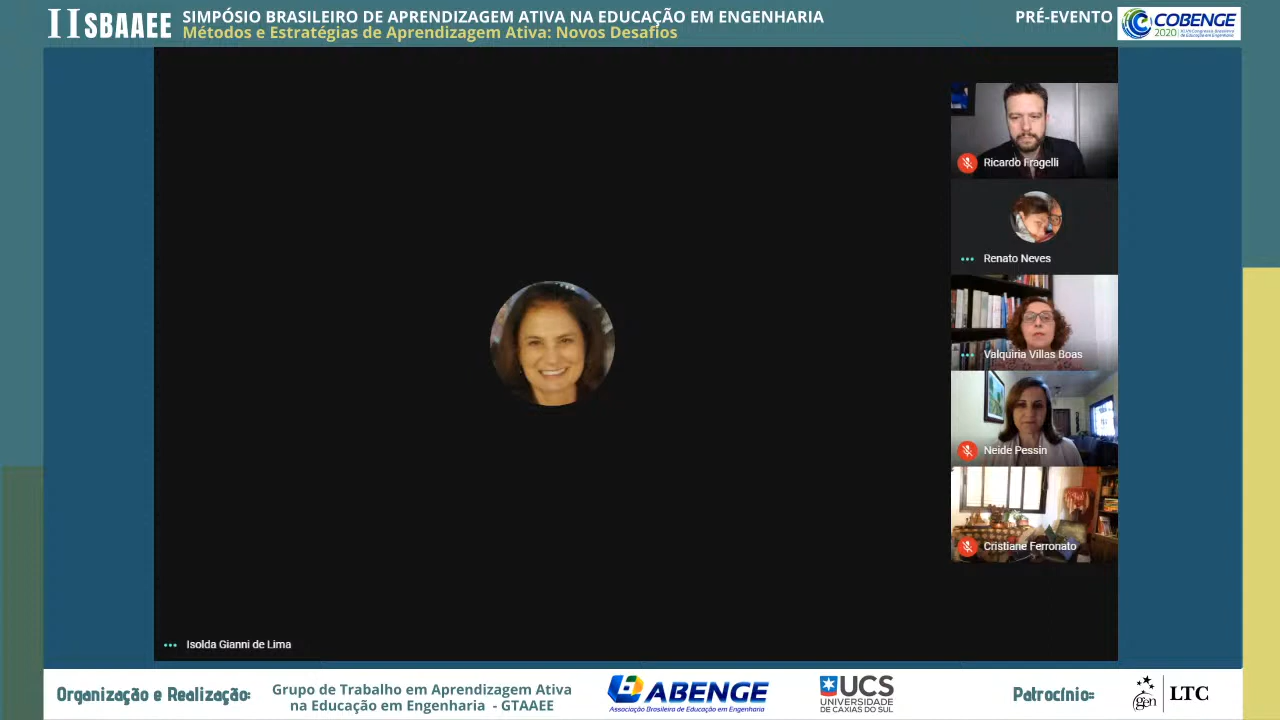 II SBAAEE
SIMPÓSIO BRASILEIRO DE APRENDIZAGEM ATIVA NA EDUCAÇÃO EM ENGENHARIA
Métodos e Estratégias de Aprendizagem Ativa: Novos Desafios
PRÉ-EVENTO
COBENGE
2020
Ricardo Fragelli
Renato Neves
Valquíria Villas Boas
Neide Pessin
Cristiane Ferronato
Isolda Gianni de Lima
Organização e Realização:
Grupo de Trabalho em Aprendizagem Ativa
na Educação em Engenharia - GTAAEE
ABENGE
Associação Brasileira de Educação em Engenharia
UCS
UNIVERSIDADE
DE CAXIAS DO SUL
Patrocínio:
gen
LTC